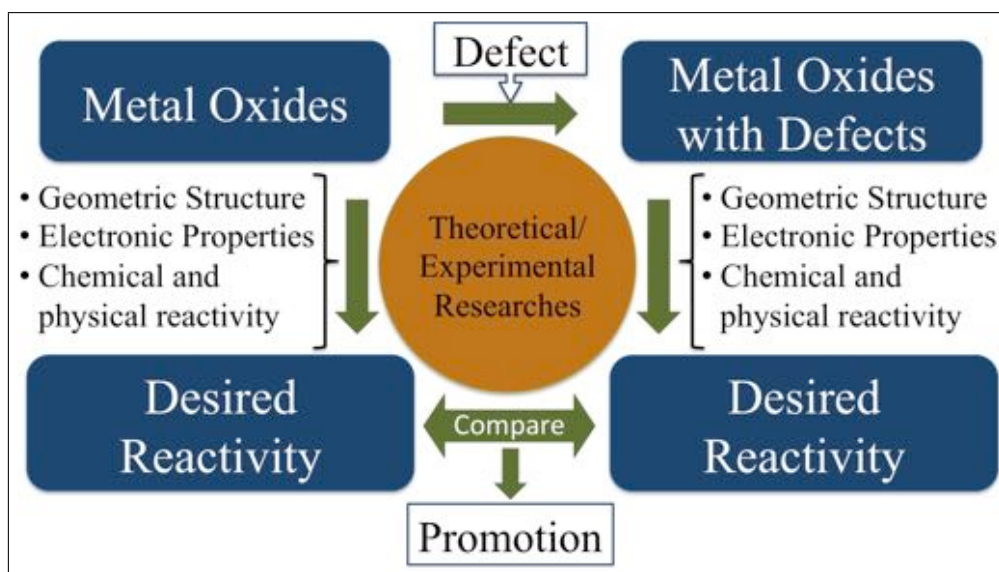 Defect
Metal Oxides
Metal Oxides
with Defects
• Geometric Structure
• Electronic Properties
• Chemical and
physical reactivity
Theoretical/
Experimental
Researches
• Geometric Structure
• Electronic Properties
• Chemical and
physical reactivity
Desired
Reactivity
Compare
Desired
Reactivity
Promotion